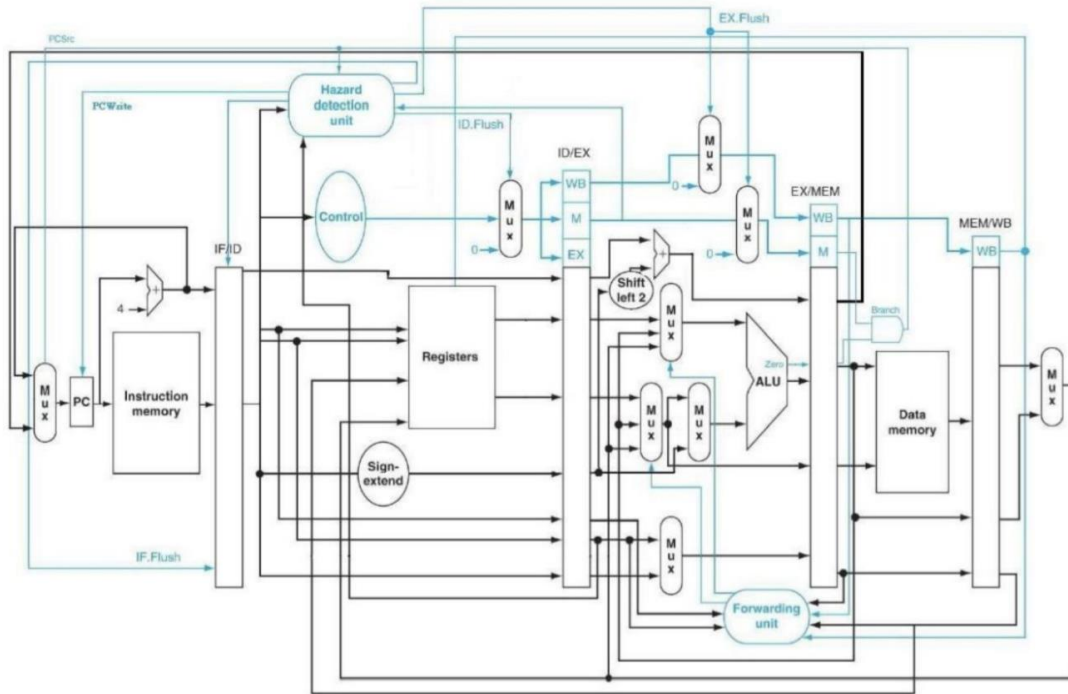 EX.Flush
PCSrc
Hazard
detection
unit
PCWrite
ID.Flush
ID/EX
M
u
x
WB
0
EX/MEM
Control
M
u
x
M
M
u
x
WB
MEM/WB
IF/ID
0
EX
0
M
WB
+
+
Shift
left 2
4
Branch
M
u
x
Registers
Zero
ALU
M
u
x
PC
Instruction
memory
M
u
x
M
u
x
Data
memory
M
u
x
Sign-
extend
M
u
x
IF.Flush
Forwarding
unit